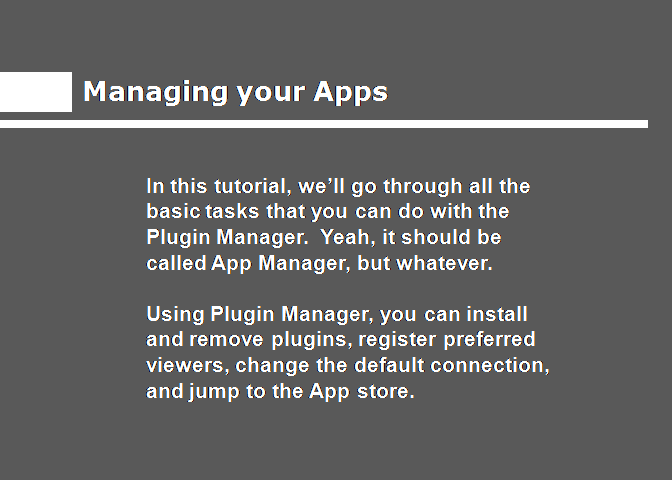 Managing your Apps
In this tutorial, we’ll go through all the
basic tasks that you can do with the
Plugin Manager.  Yeah, it should be
called App Manager, but whatever.
Using Plugin Manager, you can install
and remove plugins, register preferred
viewers, change the default connection,
and jump to the App store.